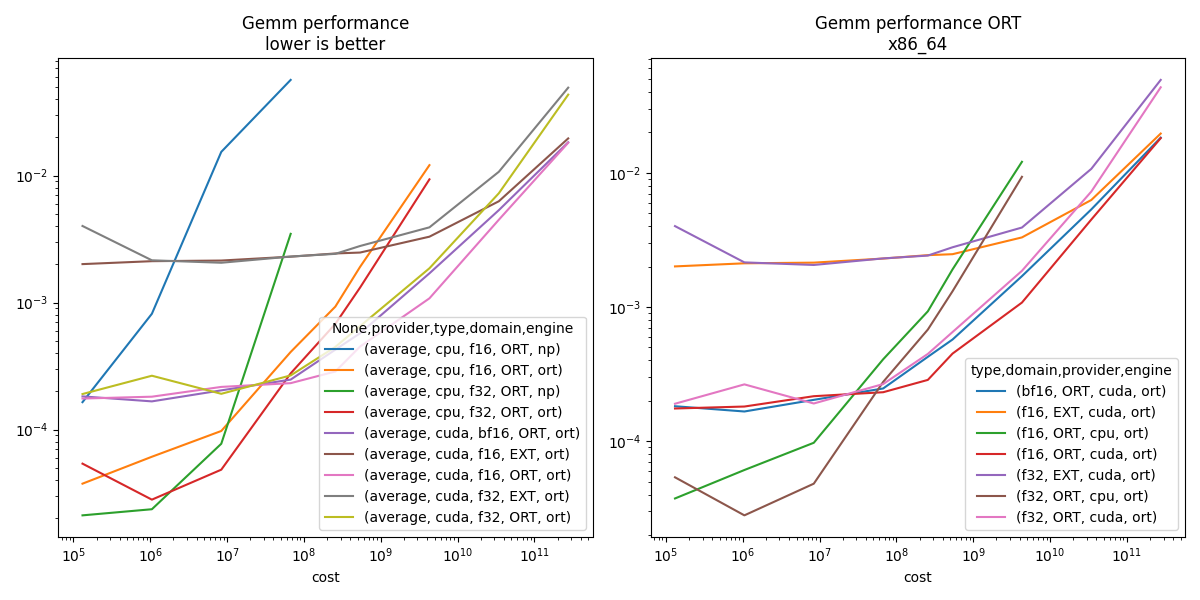 Gemm performance
lower is better
10^-2
10^-3
10^-4
10^5 10^6 10^7 10^8 10^9 10^10 10^11
cost
None,provider,type,domain,engine
(average, cpu, f16, ORT, np)
(average, cpu, f16, ORT, ort)
(average, cpu, f32, ORT, np)
(average, cpu, f32, ORT, ort)
(average, cuda, bf16, ORT, ort)
(average, cuda, f16, EXT, ort)
(average, cuda, f16, ORT, ort)
(average, cuda, f32, EXT, ort)
(average, cuda, f32, ORT, ort)
Gemm performance ORT
x86_64
10^-2
10^-3
10^-4
10^5 10^6 10^7 10^8 10^9 10^10 10^11
cost
type,domain,provider,engine
(bf16, ORT, cuda, ort)
(f16, EXT, cuda, ort)
(f16, ORT, cpu, ort)
(f16, ORT, cuda, ort)
(f32, EXT, cuda, ort)
(f32, ORT, cpu, ort)
(f32, ORT, cuda, ort)